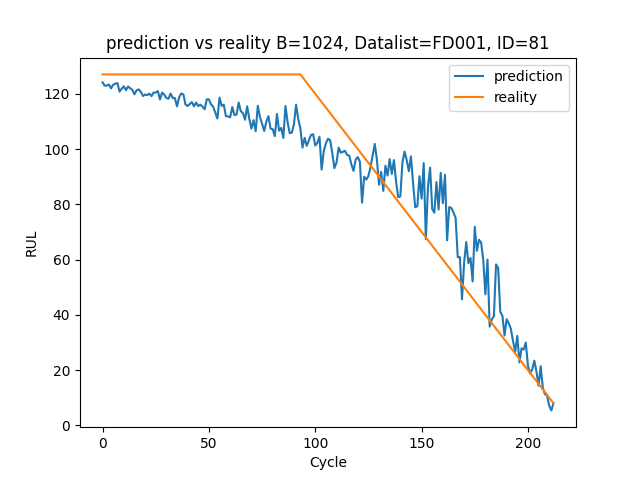 prediction vs reality B=1024, Datalist=FD001, ID=81
prediction
reality
RUL
120
100
80
60
40
20
0
0 50 100 150 200
Cycle